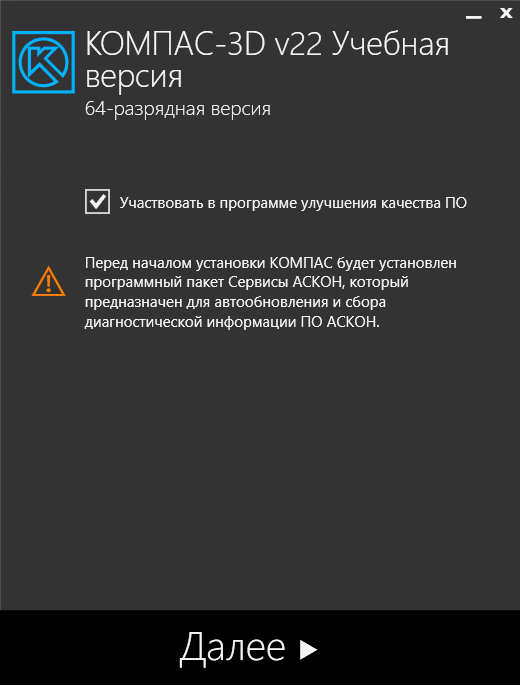 КОМПАС-3D v22 Учебная
версия
64-разрядная версия
Участвовать в программе улучшения качества ПО
Перед началом установки КОМПАС будет установлен
программный пакет Сервисы АСКОН, который
предназначен для автообновления и сбора
диагностической информации ПО АСКОН.
Далее